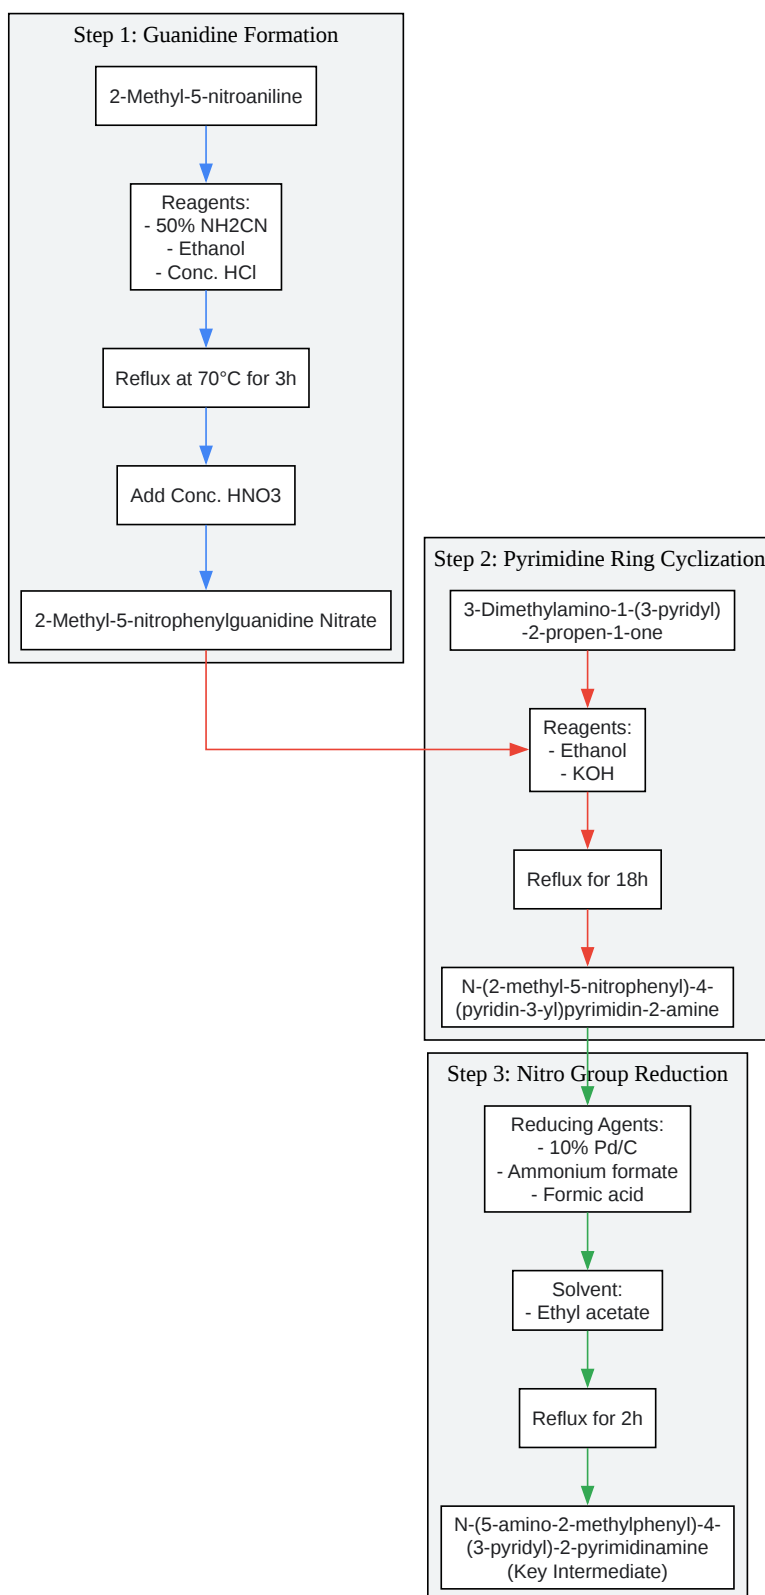 Step 1: Guanidine Formation
2-Methyl-5-nitroaniline
Reagents:
- 50% NH2CN
- Ethanol
- Conc. HCl
Reflux at 70°C for 3h
Add Conc. HNO3
2-Methyl-5-nitrophenylguanidine Nitrate
Step 2: Pyrimidine Ring Cyclization
3-Dimethylamino-1-(3-pyridyl)
-2-propen-1-one
Reagents:
- Ethanol
- KOH
Reflux for 18h
N-(2-methyl-5-nitrophenyl)-4-
(pyridin-3-yl)pyrimidin-2-amine
Step 3: Nitro Group Reduction
Reducing Agents:
- 10% Pd/C
- Ammonium formate
- Formic acid
Solvent:
- Ethyl acetate
Reflux for 2h
N-(5-amino-2-methylphenyl)-4-
(3-pyridyl)-2-pyrimidinamine
(Key Intermediate)